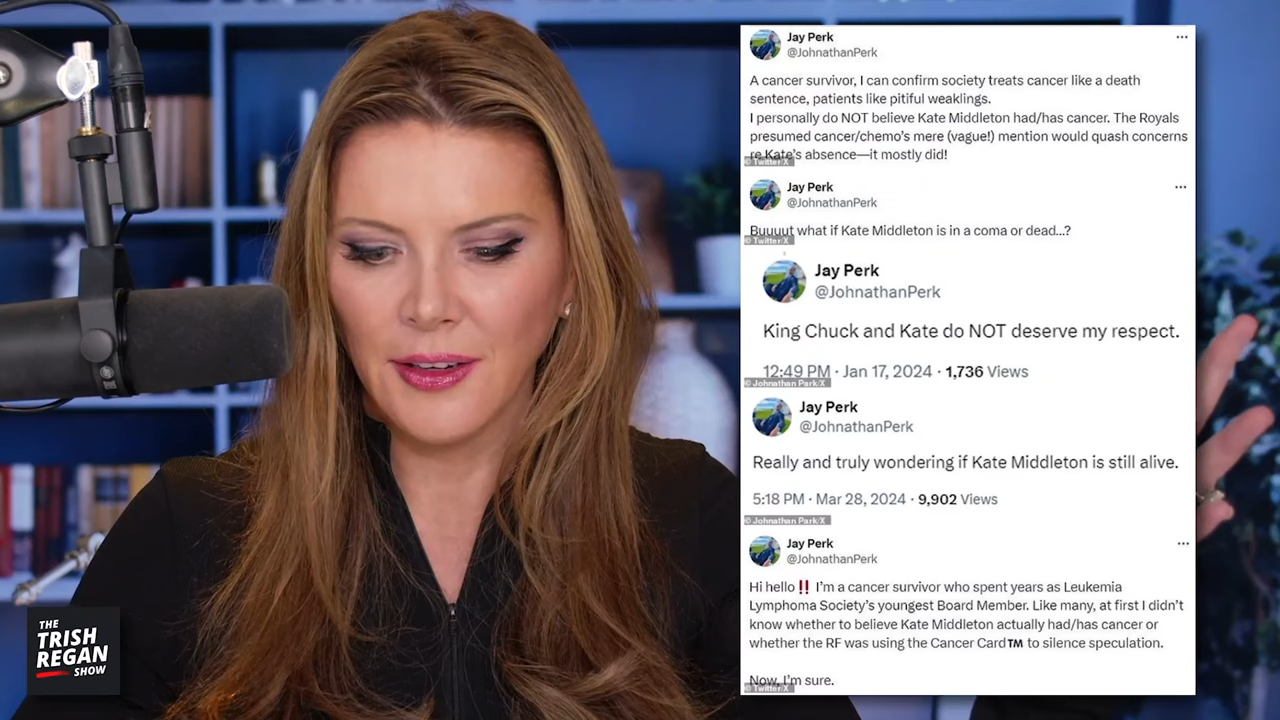 Jay Perk
@JohnathanPerk
A cancer survivor, I can confirm society treats cancer like a death
sentence, patients like pitiful weaklings.
I personally do NOT believe Kate Middleton had/has cancer. The Royals
presumed cancer/chemo's mere (vague!) mention would quash concerns
re Kate's absence—it mostly did!
© Twitter/X
Jay Perk
@JohnathanPerk
Buuuut what if Kate Middleton is in a coma or dead...?
© Twitter/X
Jay Perk
@JohnathanPerk
King Chuck and Kate do NOT deserve my respect.
12:49 PM · Jan 17, 2024 · 1,736 Views
© Johnathan Park/X
Jay Perk
@JohnathanPerk
Really and truly wondering if Kate Middleton is still alive.
5:18 PM · Mar 28, 2024 · 9,902 Views
© Johnathan Park/X
Jay Perk
@JohnathanPerk
Hi hello ‼️ I'm a cancer survivor who spent years as Leukemia
Lymphoma Society's youngest Board Member. Like many, at first I didn't
know whether to believe Kate Middleton actually had/has cancer or
whether the RF was using the Cancer Card™️ to silence speculation.
Now, I'm sure.
© Twitter/X
THE
TRISH
REGAN
SHOW